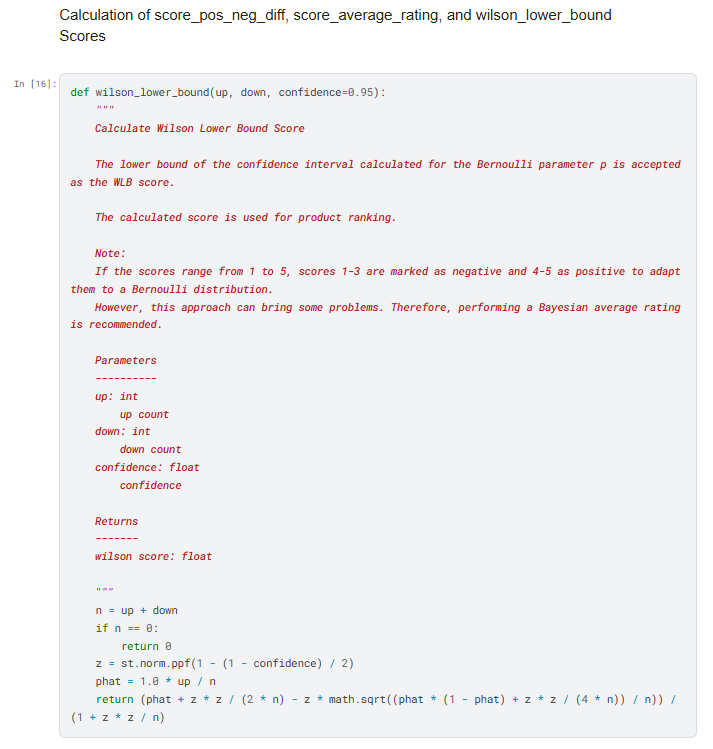 Calculation of score_pos_neg_diff, score_average_rating, and wilson_lower_bound
Scores
In [16]:
def wilson_lower_bound(up, down, confidence=0.95):
"""
Calculate Wilson Lower Bound Score
The lower bound of the confidence interval calculated for the Bernoulli parameter p is accepted
as the WLB score.
The calculated score is used for product ranking.
Note:
If the scores range from 1 to 5, scores 1-3 are marked as negative and 4-5 as positive to adapt
them to a Bernoulli distribution.
However, this approach can bring some problems. Therefore, performing a Bayesian average rating
is recommended.
Parameters
----------
up: int
up count
down: int
down count
confidence: float
confidence
Returns
-------
wilson score: float
"""
n = up + down
if n == 0:
return 0
z = st.norm.ppf(1 - (1 - confidence) / 2)
phat = 1.0 * up / n
return (phat + z * z / (2 * n) - z * math.sqrt((phat * (1 - phat) + z * z / (4 * n)) / n)) /
(1 + z * z / n)